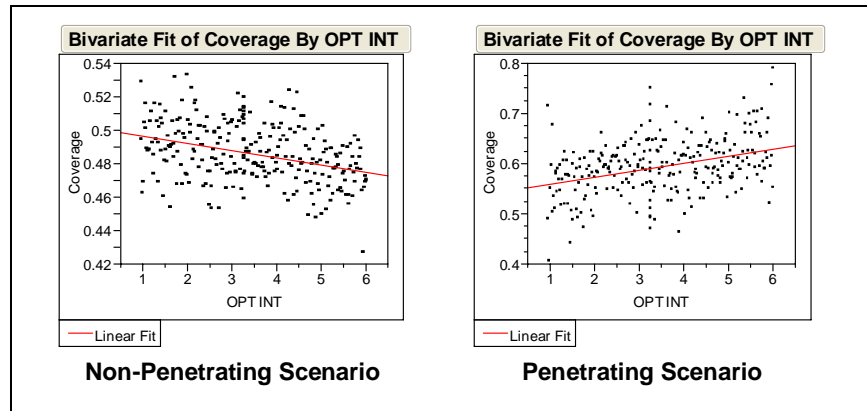 Bivariate Fit of Coverage By OPT INT
0.54
0.52
0.5
0.48
0.46
0.44
0.42
Coverage
1 2 3 4 5 6
OPT INT
Linear Fit
Non-Penetrating Scenario
Bivariate Fit of Coverage By OPT INT
0.8
0.7
0.6
0.5
0.4
Coverage
1 2 3 4 5 6
OPT INT
Linear Fit
Penetrating Scenario